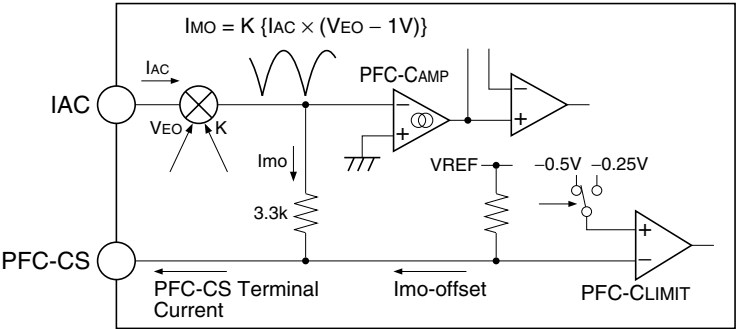 IMO = K {IAC × (VEO − 1V)}
IAC
PFC-CAMP
IAC
VEO
K
−
+
−
+
Imo
VREF
−0.5V −0.25V
3.3k
+
−
PFC-CS
PFC-CS Terminal
Current
Imo-offset
PFC-CLIMIT